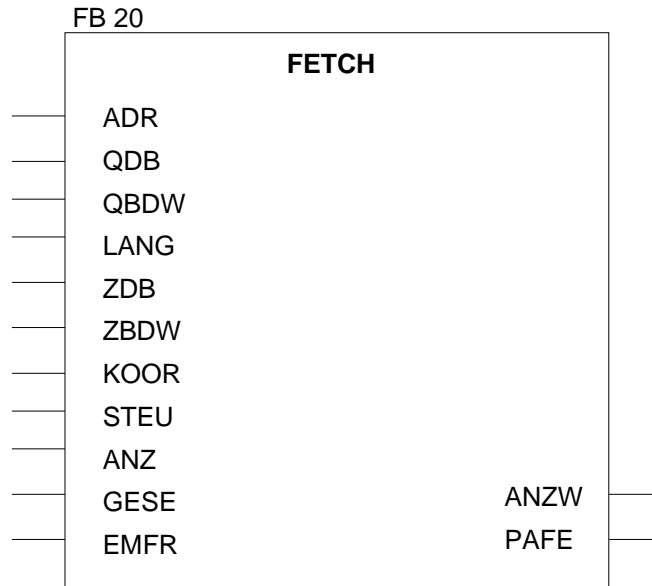 FB 20
FETCH
ADR
QDB
QBDW
LANG
ZDB
ZBDW
KOOR
STEU
ANZ
GESE ANZW
EMFR PAFE